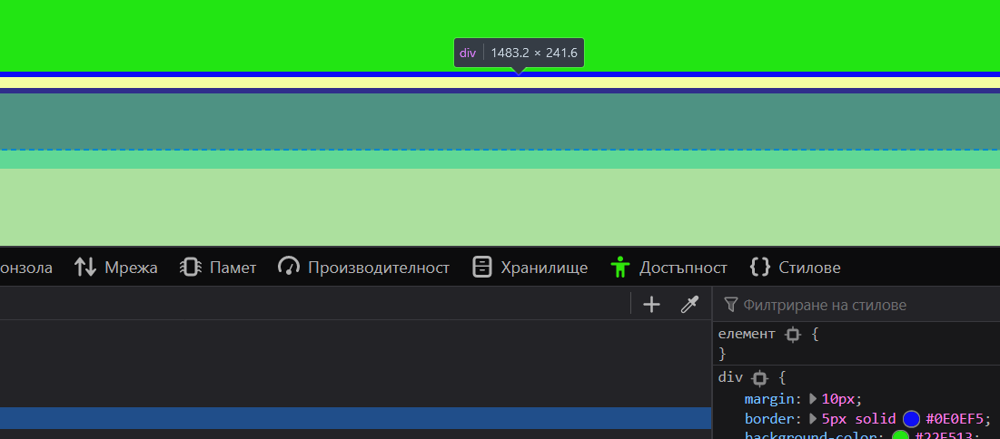 div 1483.2 × 241.6
онзола Мрежа Памет Производителност Хранилище Достъпност {} Стилове
+ Филтриране на стилове
елемент {
}
div {
margin: 10px;
border: 5px solid #0E0EF5;
background-color: #22E513;